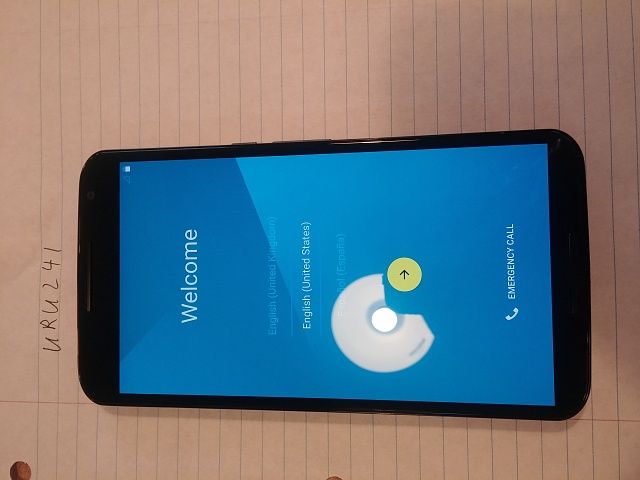 URU241
Welcome
English (United Kingdom)
English (United States)
Español (España)
EMERGENCY CALL